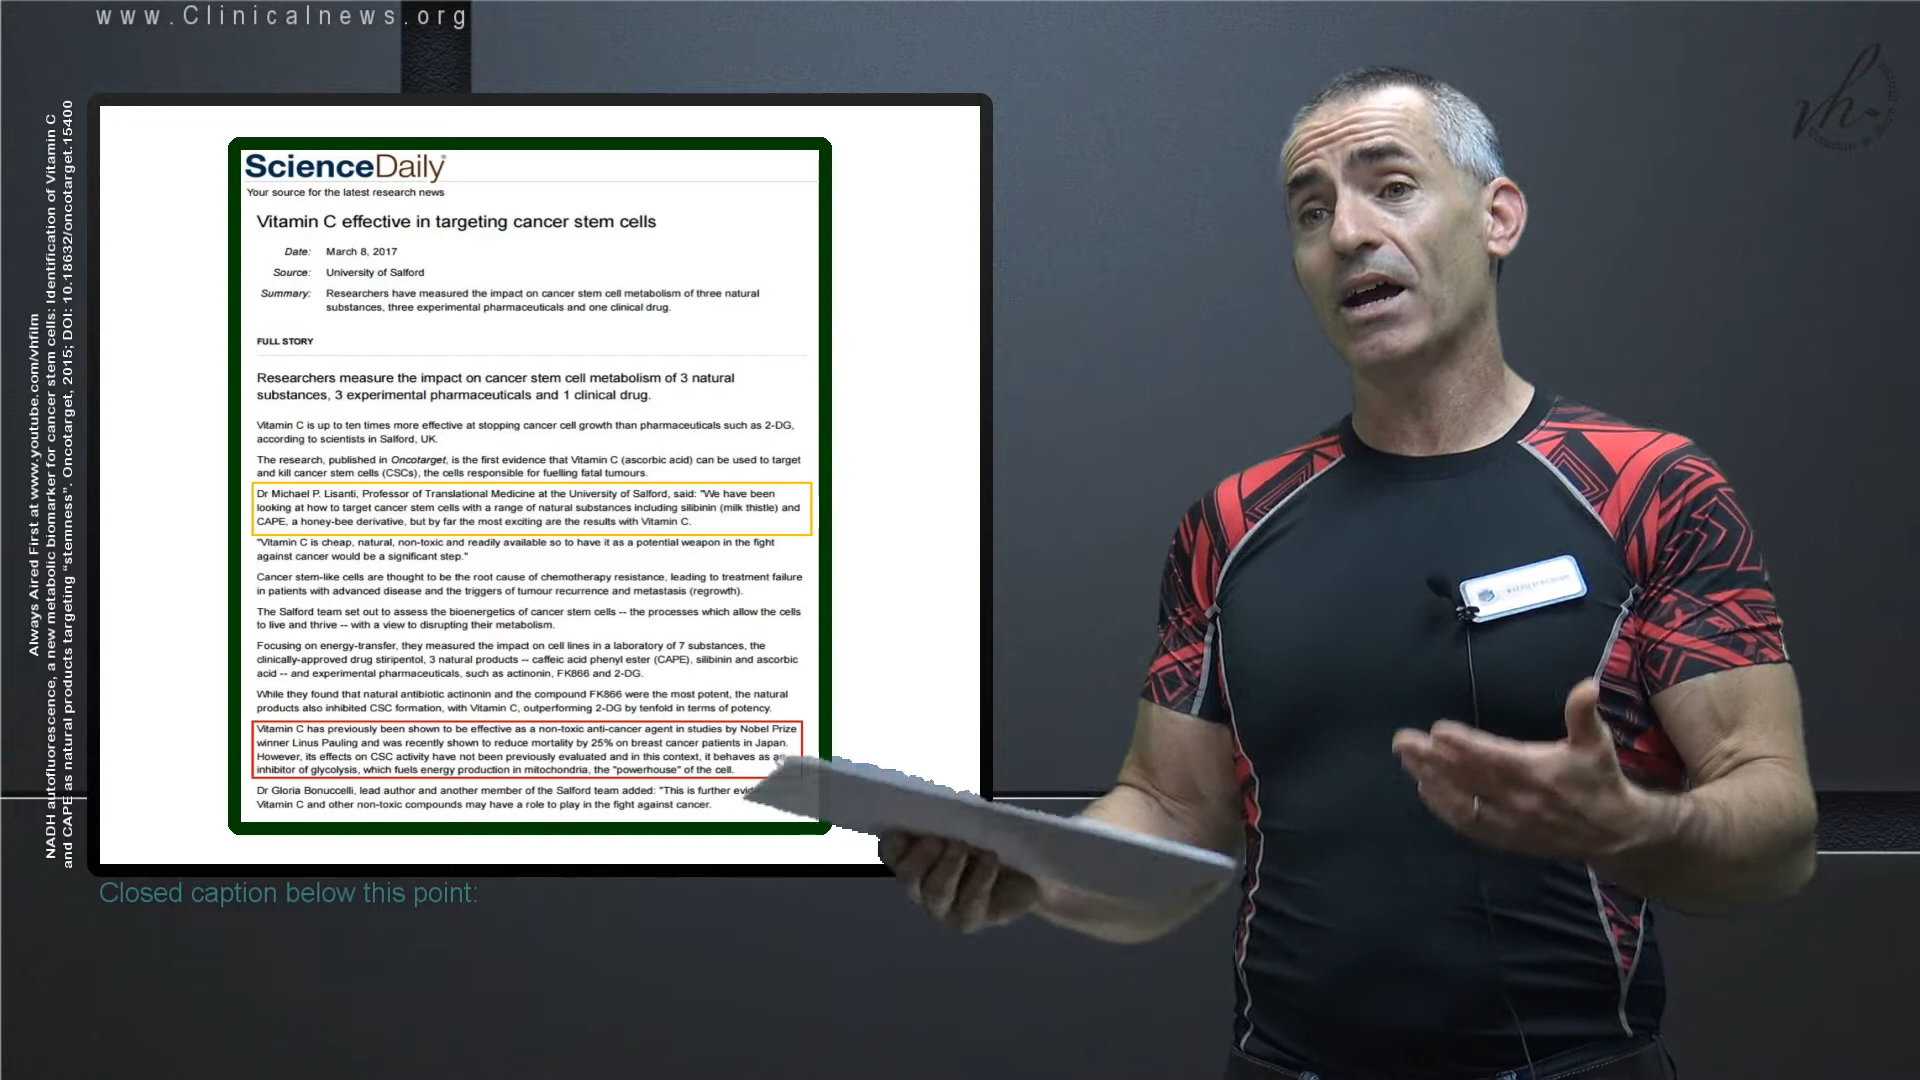 www.Clinicalnews.org
Always Aired First at www.youtube.com/vhfilm
NADH autofluorescence, a new metabolic biomarker for cancer stem cells: Identification of Vitamin C
and CAPE as natural products targeting "stemness". Oncotarget, 2015; DOI: 10.18632/oncotarget.15400
ScienceDaily
Your source for the latest research news
Vitamin C effective in targeting cancer stem cells
Date: March 8, 2017
Source: University of Salford
Summary: Researchers have measured the impact on cancer stem cell metabolism of three natural
substances, three experimental pharmaceuticals and one clinical drug.
FULL STORY
Researchers measure the impact on cancer stem cell metabolism of 3 natural
substances, 3 experimental pharmaceuticals and 1 clinical drug.
Vitamin C is up to ten times more effective at stopping cancer cell growth than pharmaceuticals such as 2-DG,
according to scientists in Salford, UK.
The research, published in Oncotarget, is the first evidence that Vitamin C (ascorbic acid) can be used to target
and kill cancer stem cells (CSCs), the cells responsible for fuelling fatal tumours.
Dr Michael P. Lisanti, Professor of Translational Medicine at the University of Salford, said: "We have been
looking at how to target cancer stem cells with a range of natural substances including silibinin (milk thistle) and
CAPE, a honey-bee derivative, but by far the most exciting are the results with Vitamin C.
"Vitamin C is cheap, natural, non-toxic and readily available so to have it as a potential weapon in the fight
against cancer would be a significant step."
Cancer stem-like cells are thought to be the root cause of chemotherapy resistance, leading to treatment failure
in patients with advanced disease and the triggers of tumour recurrence and metastasis (regrowth).
The Salford team set out to assess the bioenergetics of cancer stem cells -- the processes which allow the cells
to live and thrive -- with a view to disrupting their metabolism.
Focusing on energy-transfer, they measured the impact on cell lines in a laboratory of 7 substances, the
clinically-approved drug stiripentol, 3 natural products -- caffeic acid phenyl ester (CAPE), silibinin and ascorbic
acid -- and experimental pharmaceuticals, such as actinonin, FK866 and 2-DG.
While they found that natural antibiotic actinonin and the compound FK866 were the most potent, the natural
products also inhibited CSC formation, with Vitamin C, outperforming 2-DG by tenfold in terms of potency.
Vitamin C has previously been shown to be effective as a non-toxic anti-cancer agent in studies by Nobel Prize
winner Linus Pauling and was recently shown to reduce mortality by 25% on breast cancer patients in Japan.
However, its effects on CSC activity have not been previously evaluated and in this context, it behaves as
inhibitor of glycolysis, which fuels energy production in mitochondria, the "powerhouse" of the cell.
Dr Gloria Bonuccelli, lead author and another member of the Salford team added: "This is further
Vitamin C and other non-toxic compounds may have a role to play in the fight against cancer.
Closed caption below this point:
vh